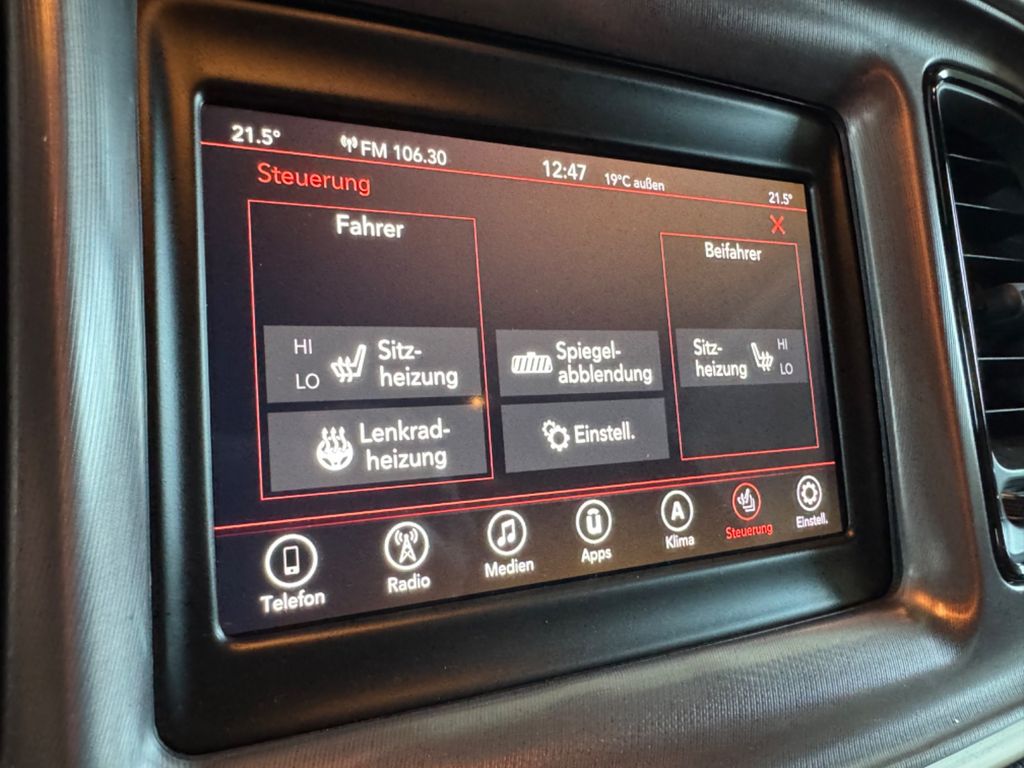 21.5° FM 106.30 12:47 19°C außen 21.5°
Steuerung X
Fahrer
Beifahrer
HI
LO
Sitz-
heizung
Spiegel-
abblendung
Sitz-
heizung
HI
LO
Lenkrad-
heizung
Einstell.
Telefon
Radio
Medien
Apps
A
Klima
Steuerung
Einstell.